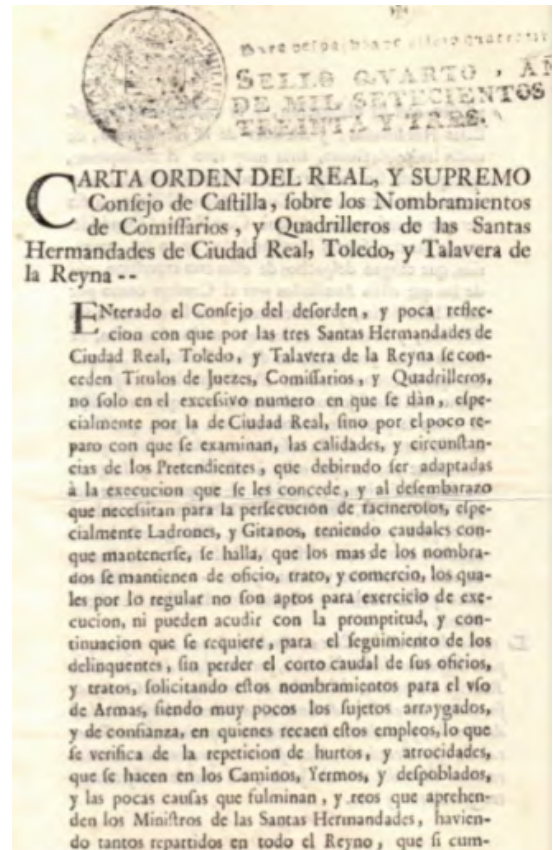 SELLO QVARTO, AÑ
DE MIL SETECIENTOS
TREINTA Y TRES.
CARTA ORDEN DEL REAL, Y SUPREMO
Conſejo de Caſtilla, ſobre los Nombramientos
de Comiſſarios, y Quadrilleros de las Santas
Hermandades de Ciudad Real, Toledo, y Talavera de
la Reyna --
ENterado el Conſejo del deſorden, y poca reflec-
cion con que por las tres Santas Hermandades de
Ciudad Real, Toledo, y Talavera de la Reyna ſe con-
ceden Titulos de Juezes, Comiſſarios, y Quadrilleros,
no ſolo en el exceſsivo numero en que ſe dàn, eſpe-
cialmente por la de Ciudad Real, ſino por el poco re-
paro con que ſe examinan, las calidades, y circunſtan-
cias de los Pretendientes, que debiendo ſer adaptadas
à la execucion que ſe les concede, y al deſembarazo
que neceſsitan para la perſecucion de facineroſos, eſpe-
cialmente Ladrones, y Gitanos, teniendo caudales con-
que mantenerſe, ſe halla, que los mas de los nombra-
dos ſe mantienen de oficio, trato, y comercio, los qua-
les por lo regular no ſon aptos para exercicio de exe-
cucion, ni pueden acudir con la promptitud, y con-
tinuacion que ſe requiere, para el ſeguimiento de los
delinquentes, ſin perder el corto caudal de ſus oficios,
y tratos, ſolicitando eſtos nombramientos para el vſo
de Armas, ſiendo muy pocos los ſujetos arraygados,
y de confianza, en quienes recaen eſtos empleos, lo que
ſe verifica de la repeticion de hurtos, y atrocidades,
que ſe hacen en los Caminos, Yermos, y deſpoblados,
y las pocas cauſas que fulminan, y reos que aprehen-
den los Miniſtros de las Santas Hermandades, havien-
do tantos repartidos en todo el Reyno, que ſi cum-